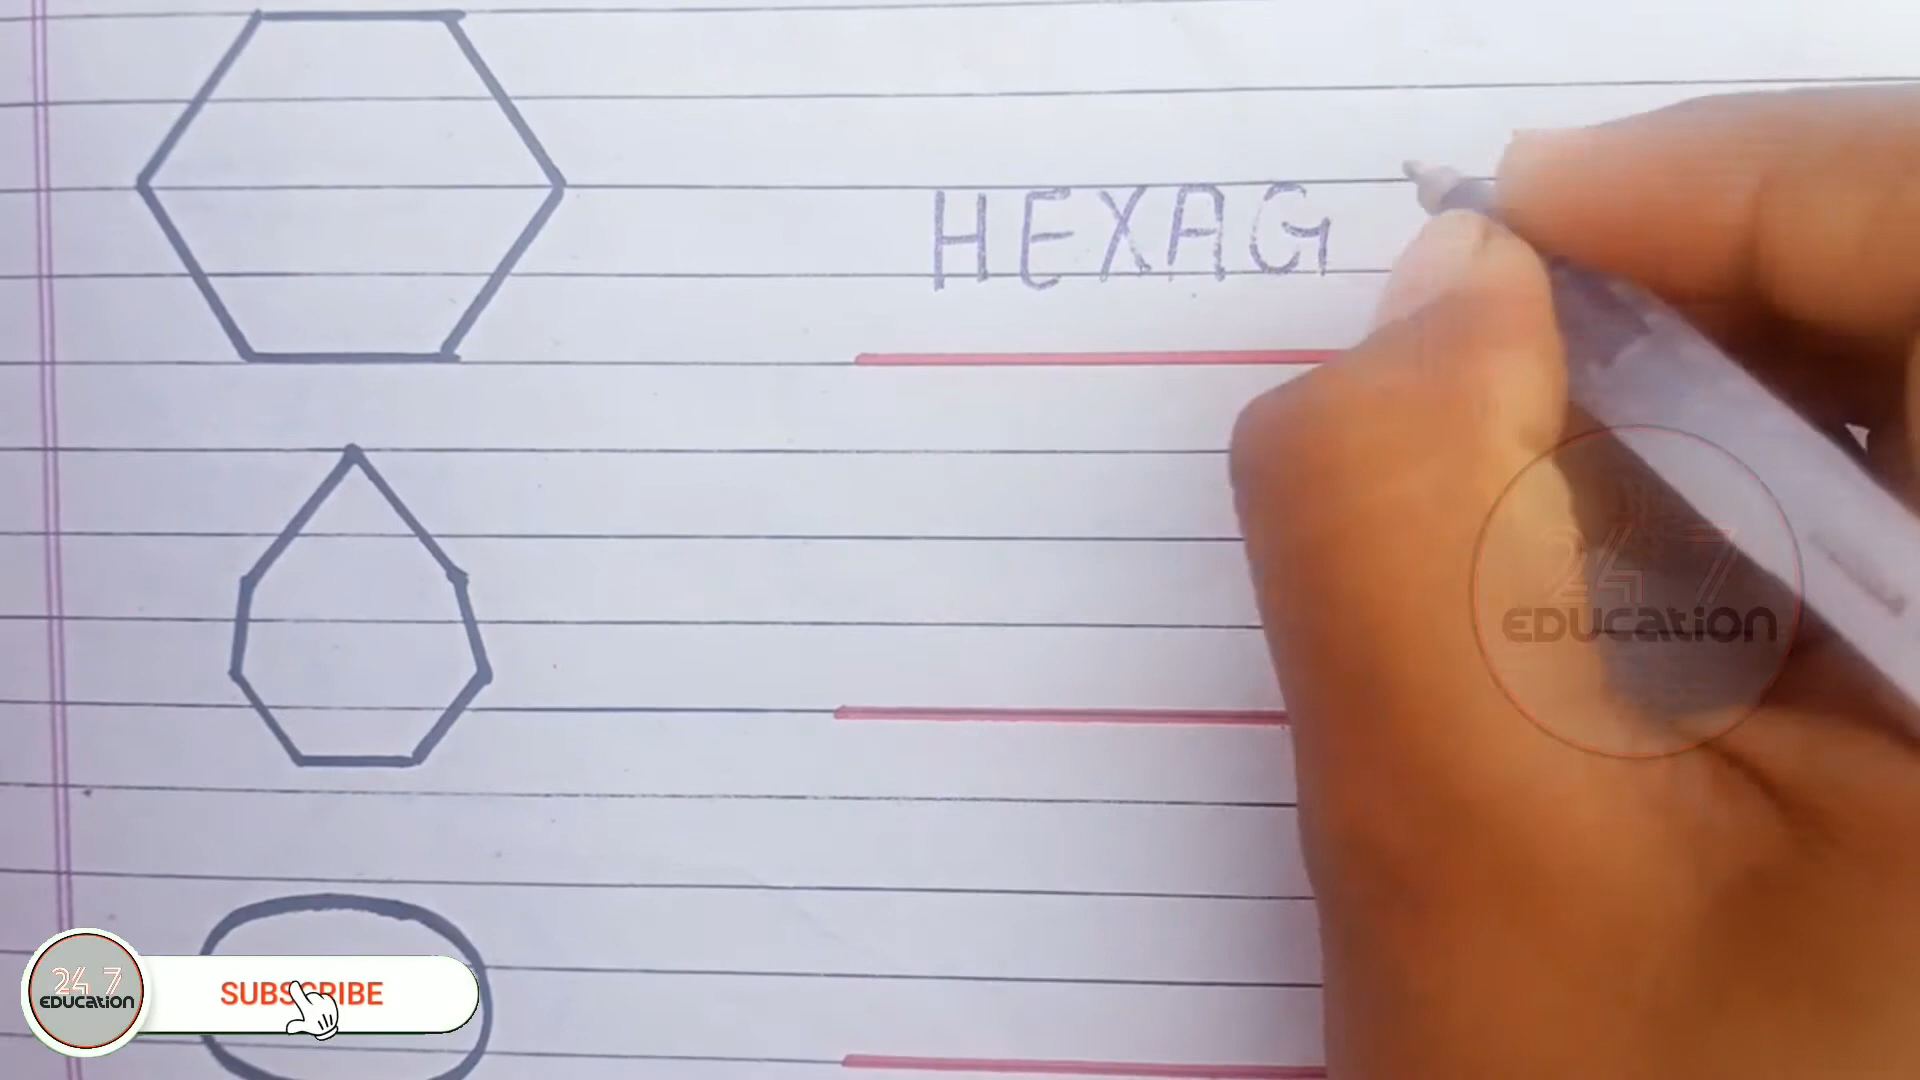 HEXAG
24 7
EDUCATION
24 7
EDUCATION
SUBSCRIBE